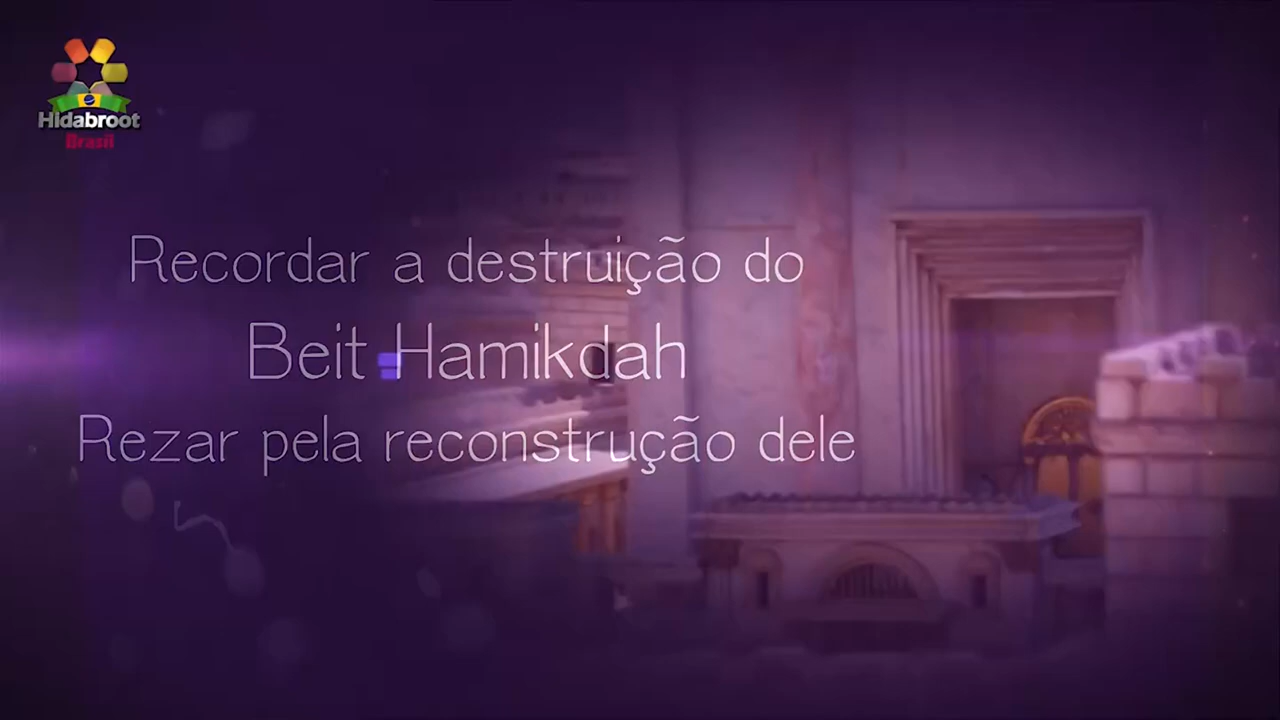 Hidabroot
Brasil
Recordar a destruição do
Beit Hamikdah
Rezar pela reconstrução dele